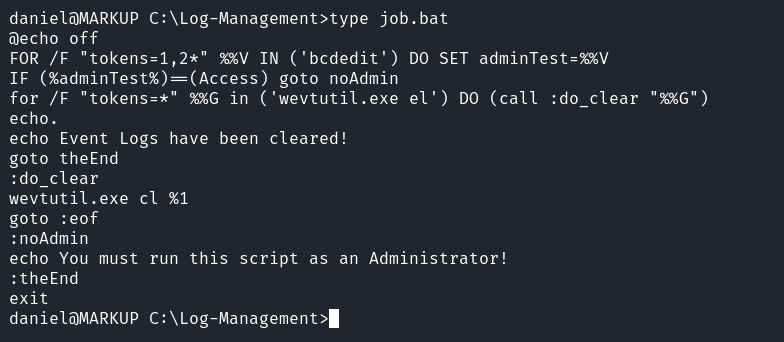 daniel@MARKUP C:\Log-Management>type job.bat
@echo off
FOR /F "tokens=1,2*" %%V IN ('bcdedit') DO SET adminTest=%%V
IF (%adminTest%)==(Access) goto noAdmin
for /F "tokens=*" %%G in ('wevtutil.exe el') DO (call :do_clear "%%G")
echo.
echo Event Logs have been cleared!
goto theEnd
:do_clear
wevtutil.exe cl %1
goto :eof
:noAdmin
echo You must run this script as an Administrator!
:theEnd
exit
daniel@MARKUP C:\Log-Management>